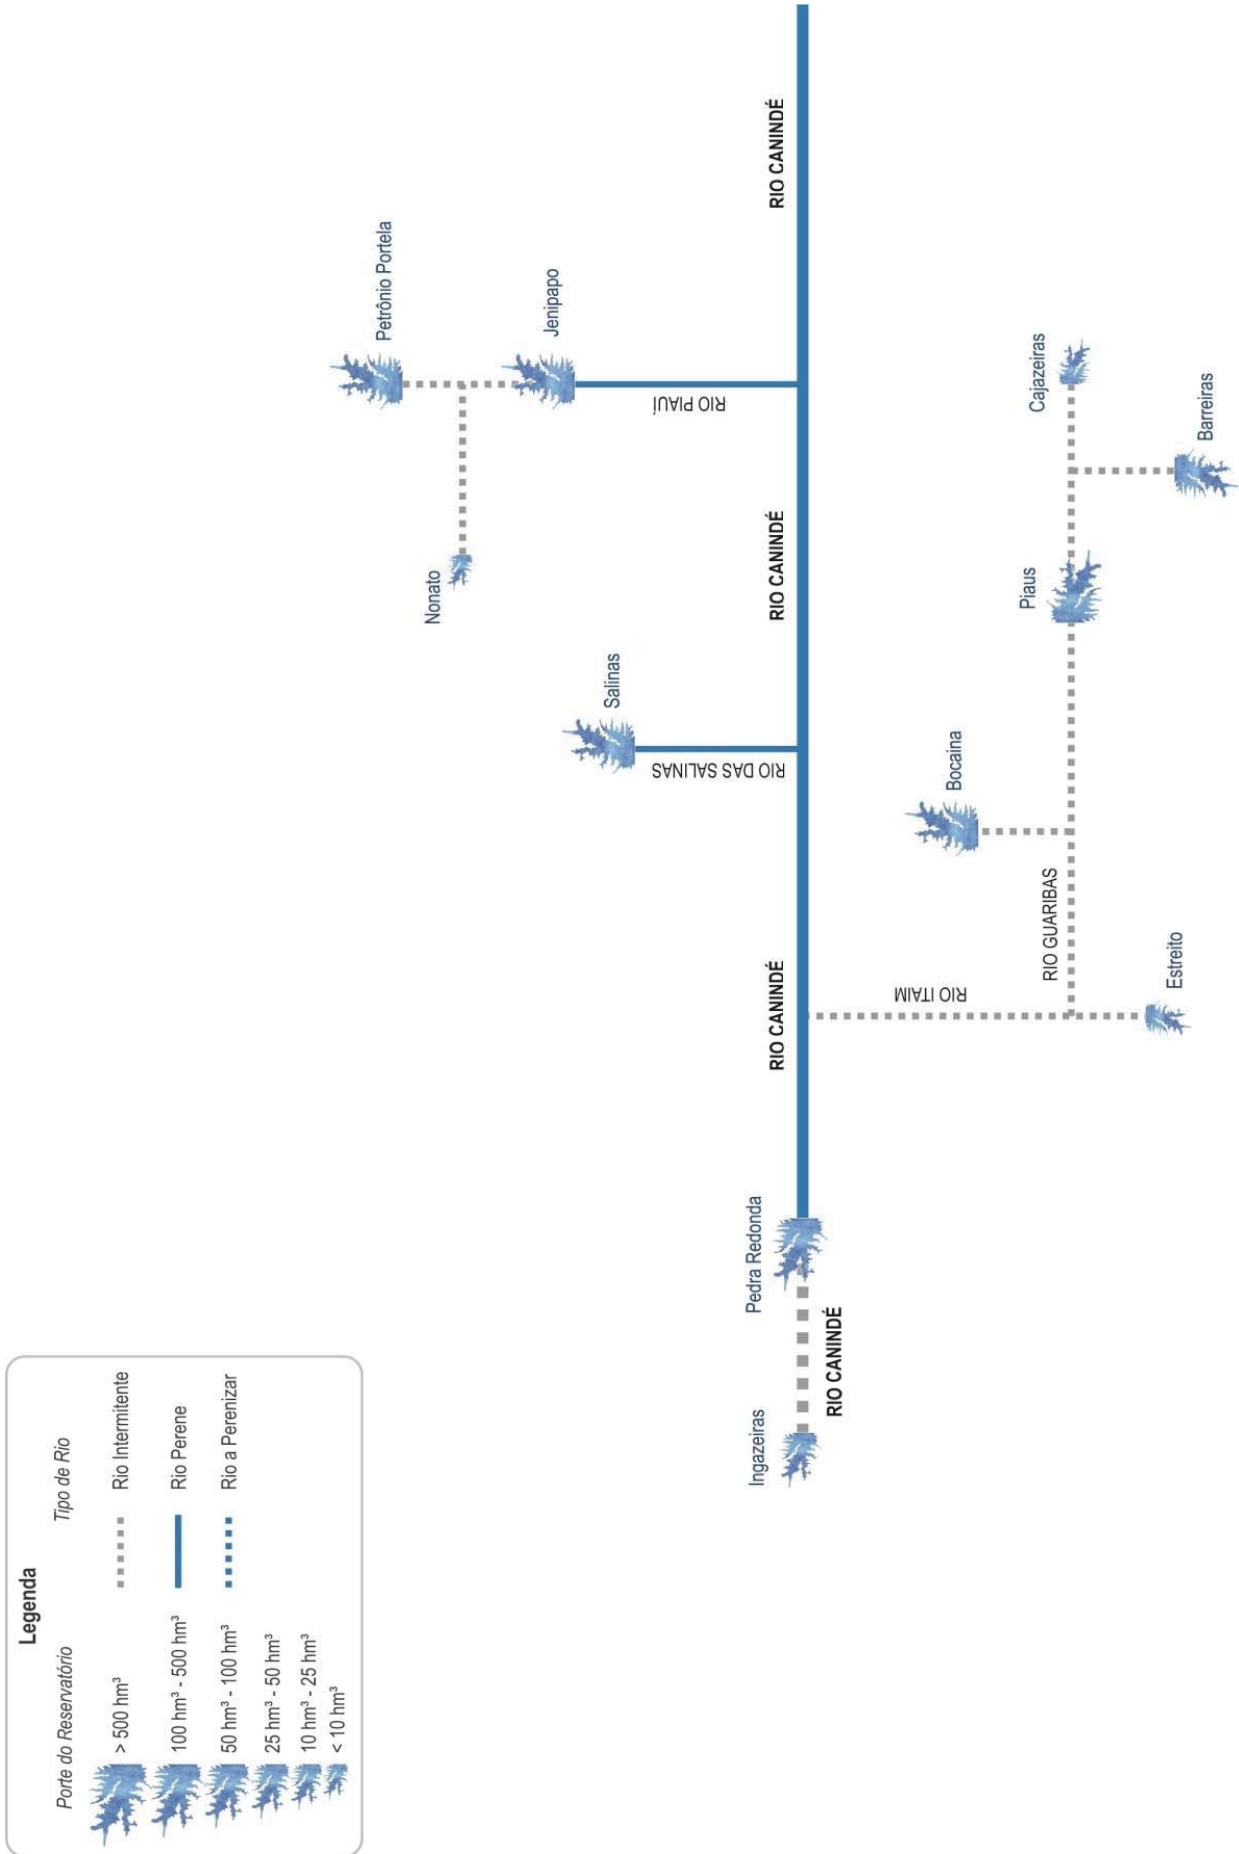 Legenda
Porte do Reservatório
Tipo de Rio
> 500 hm³
Rio Intermitente
100 hm³ - 500 hm³
Rio Perene
50 hm³ - 100 hm³
Rio a Perenizar
25 hm³ - 50 hm³
10 hm³ - 25 hm³
< 10 hm³
Petrônio Portela
Nonato
Jenipapo
Salinas
RIO PIAUÍ
RIO DAS SALINAS
Ingazeiras
Pedra Redonda
RIO CANINDÉ
RIO CANINDÉ
RIO CANINDÉ
RIO CANINDÉ
RIO ITAIM
Bocaina
RIO GUARIBAS
Piaus
Cajazeiras
Estreito
Barreiras